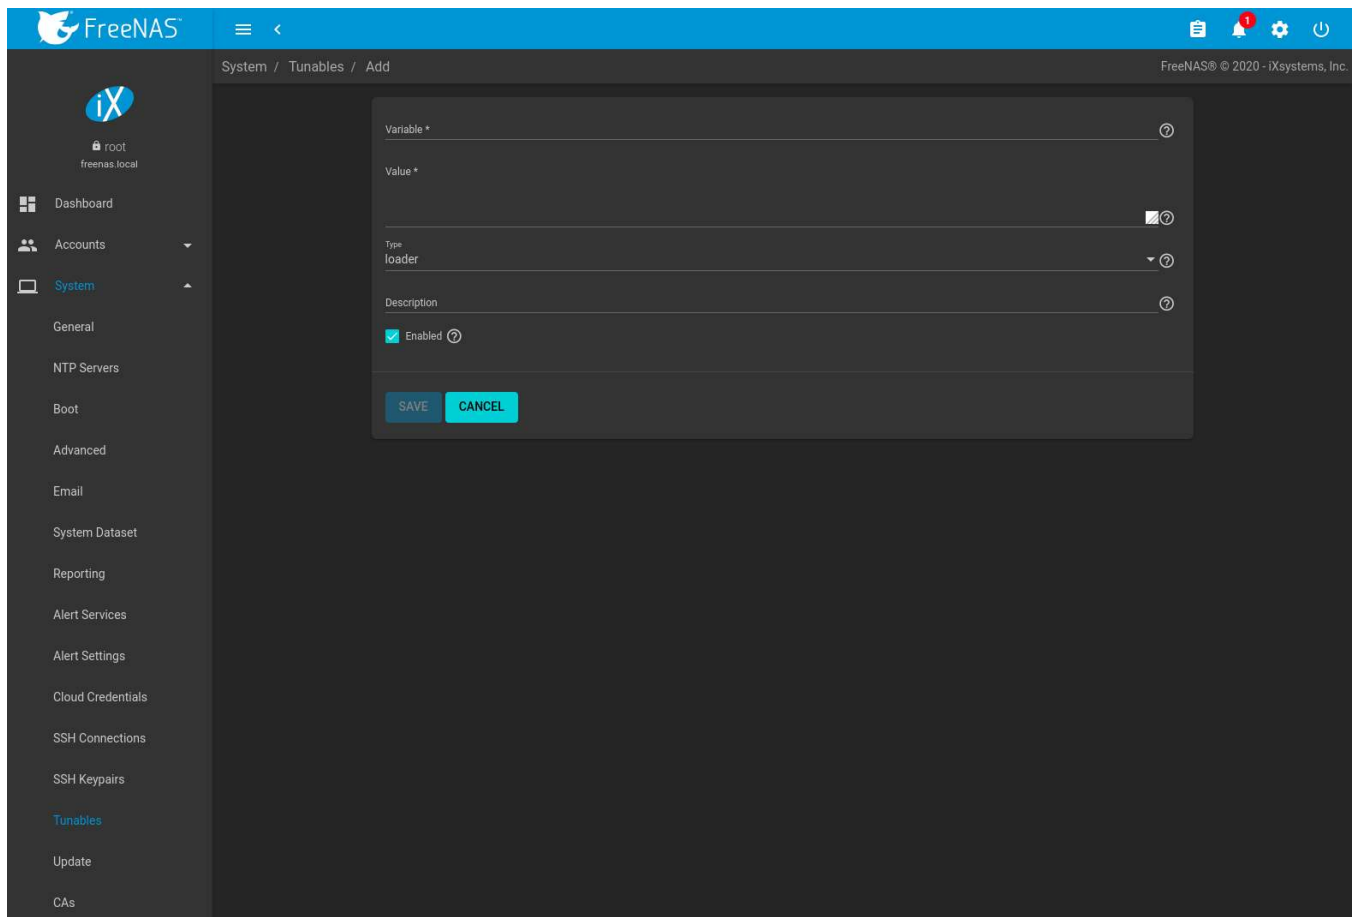 FreeNAS™
1
System / Tunables / Add
FreeNAS® © 2020 - iXsystems, Inc.
iX
root
freenas.local
Dashboard
Accounts
System
General
NTP Servers
Boot
Advanced
Email
System Dataset
Reporting
Alert Services
Alert Settings
Cloud Credentials
SSH Connections
SSH Keypairs
Tunables
Update
CAs
Variable *
Value *
Type
loader
Description
Enabled
SAVE CANCEL